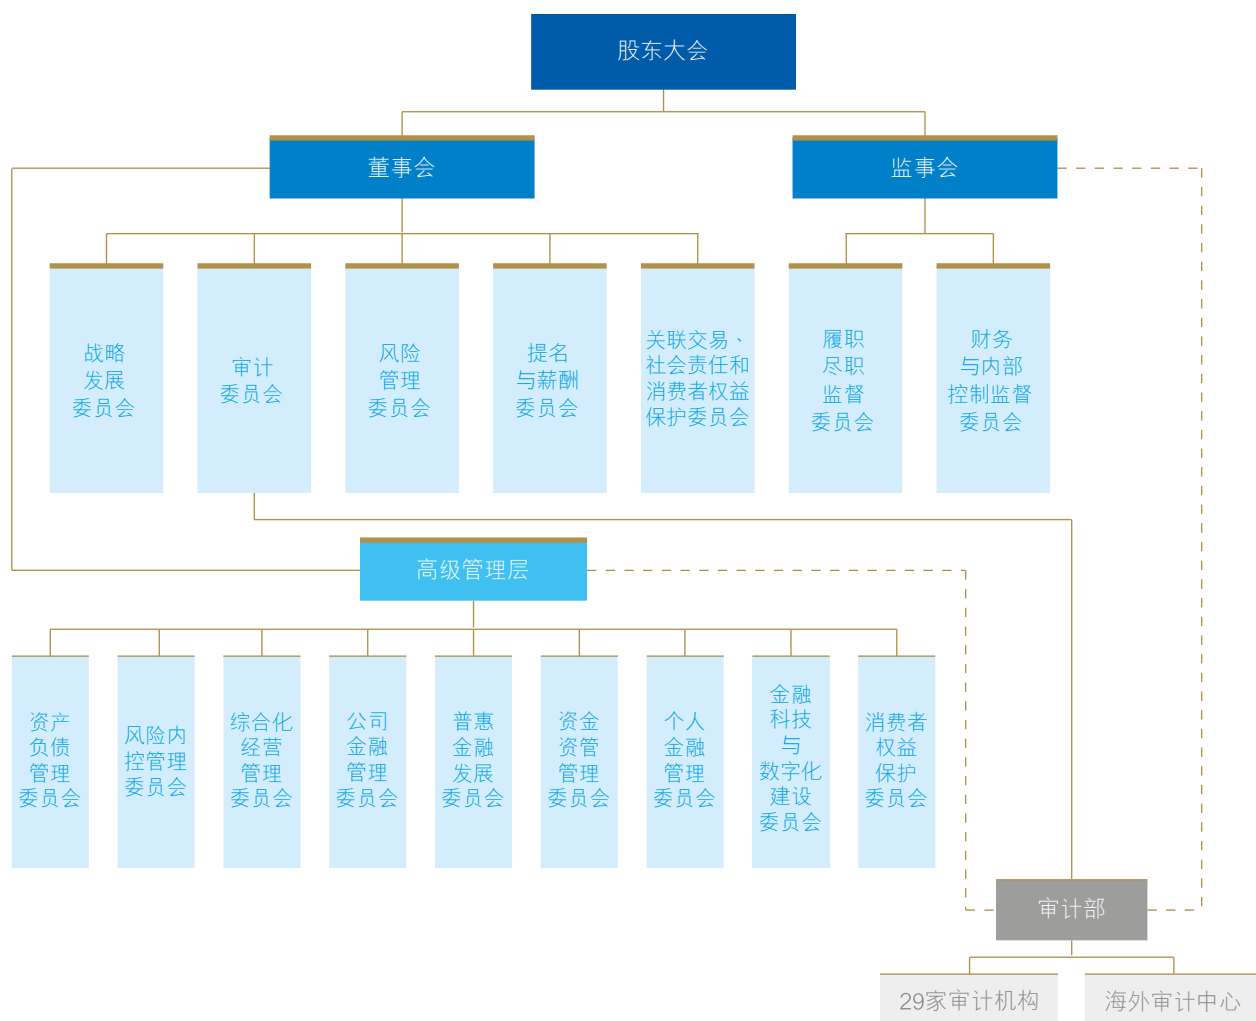 股东大会
董事会
监事会
战略
发展
委员会
审计
委员会
风险
管理
委员会
提名
与薪酬
委员会
关联交易、
社会责任和
消费者权益
保护委员会
履职
尽职
监督
委员会
财务
与内部
控制监督
委员会
高级管理层
资产
负债
管理
委员会
风险内
控管理
委员会
综合化
经营
管理
委员会
公司
金融
管理
委员会
普惠
金融
发展
委员会
资金
资管
管理
委员会
个人
金融
管理
委员会
金融
科技
与
数字化
建设
委员会
消费者
权益
保护
委员会
审计部
29家审计机构
海外审计中心